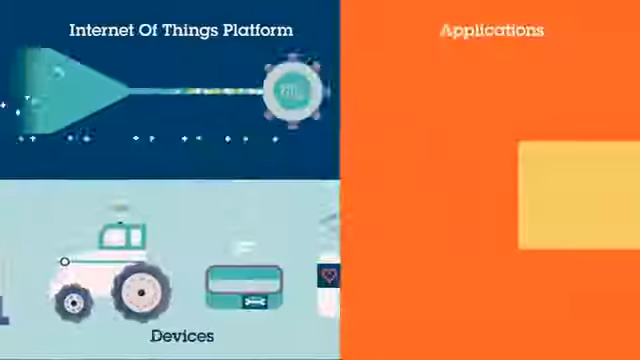 Internet Of Things Platform
Applications
Devices